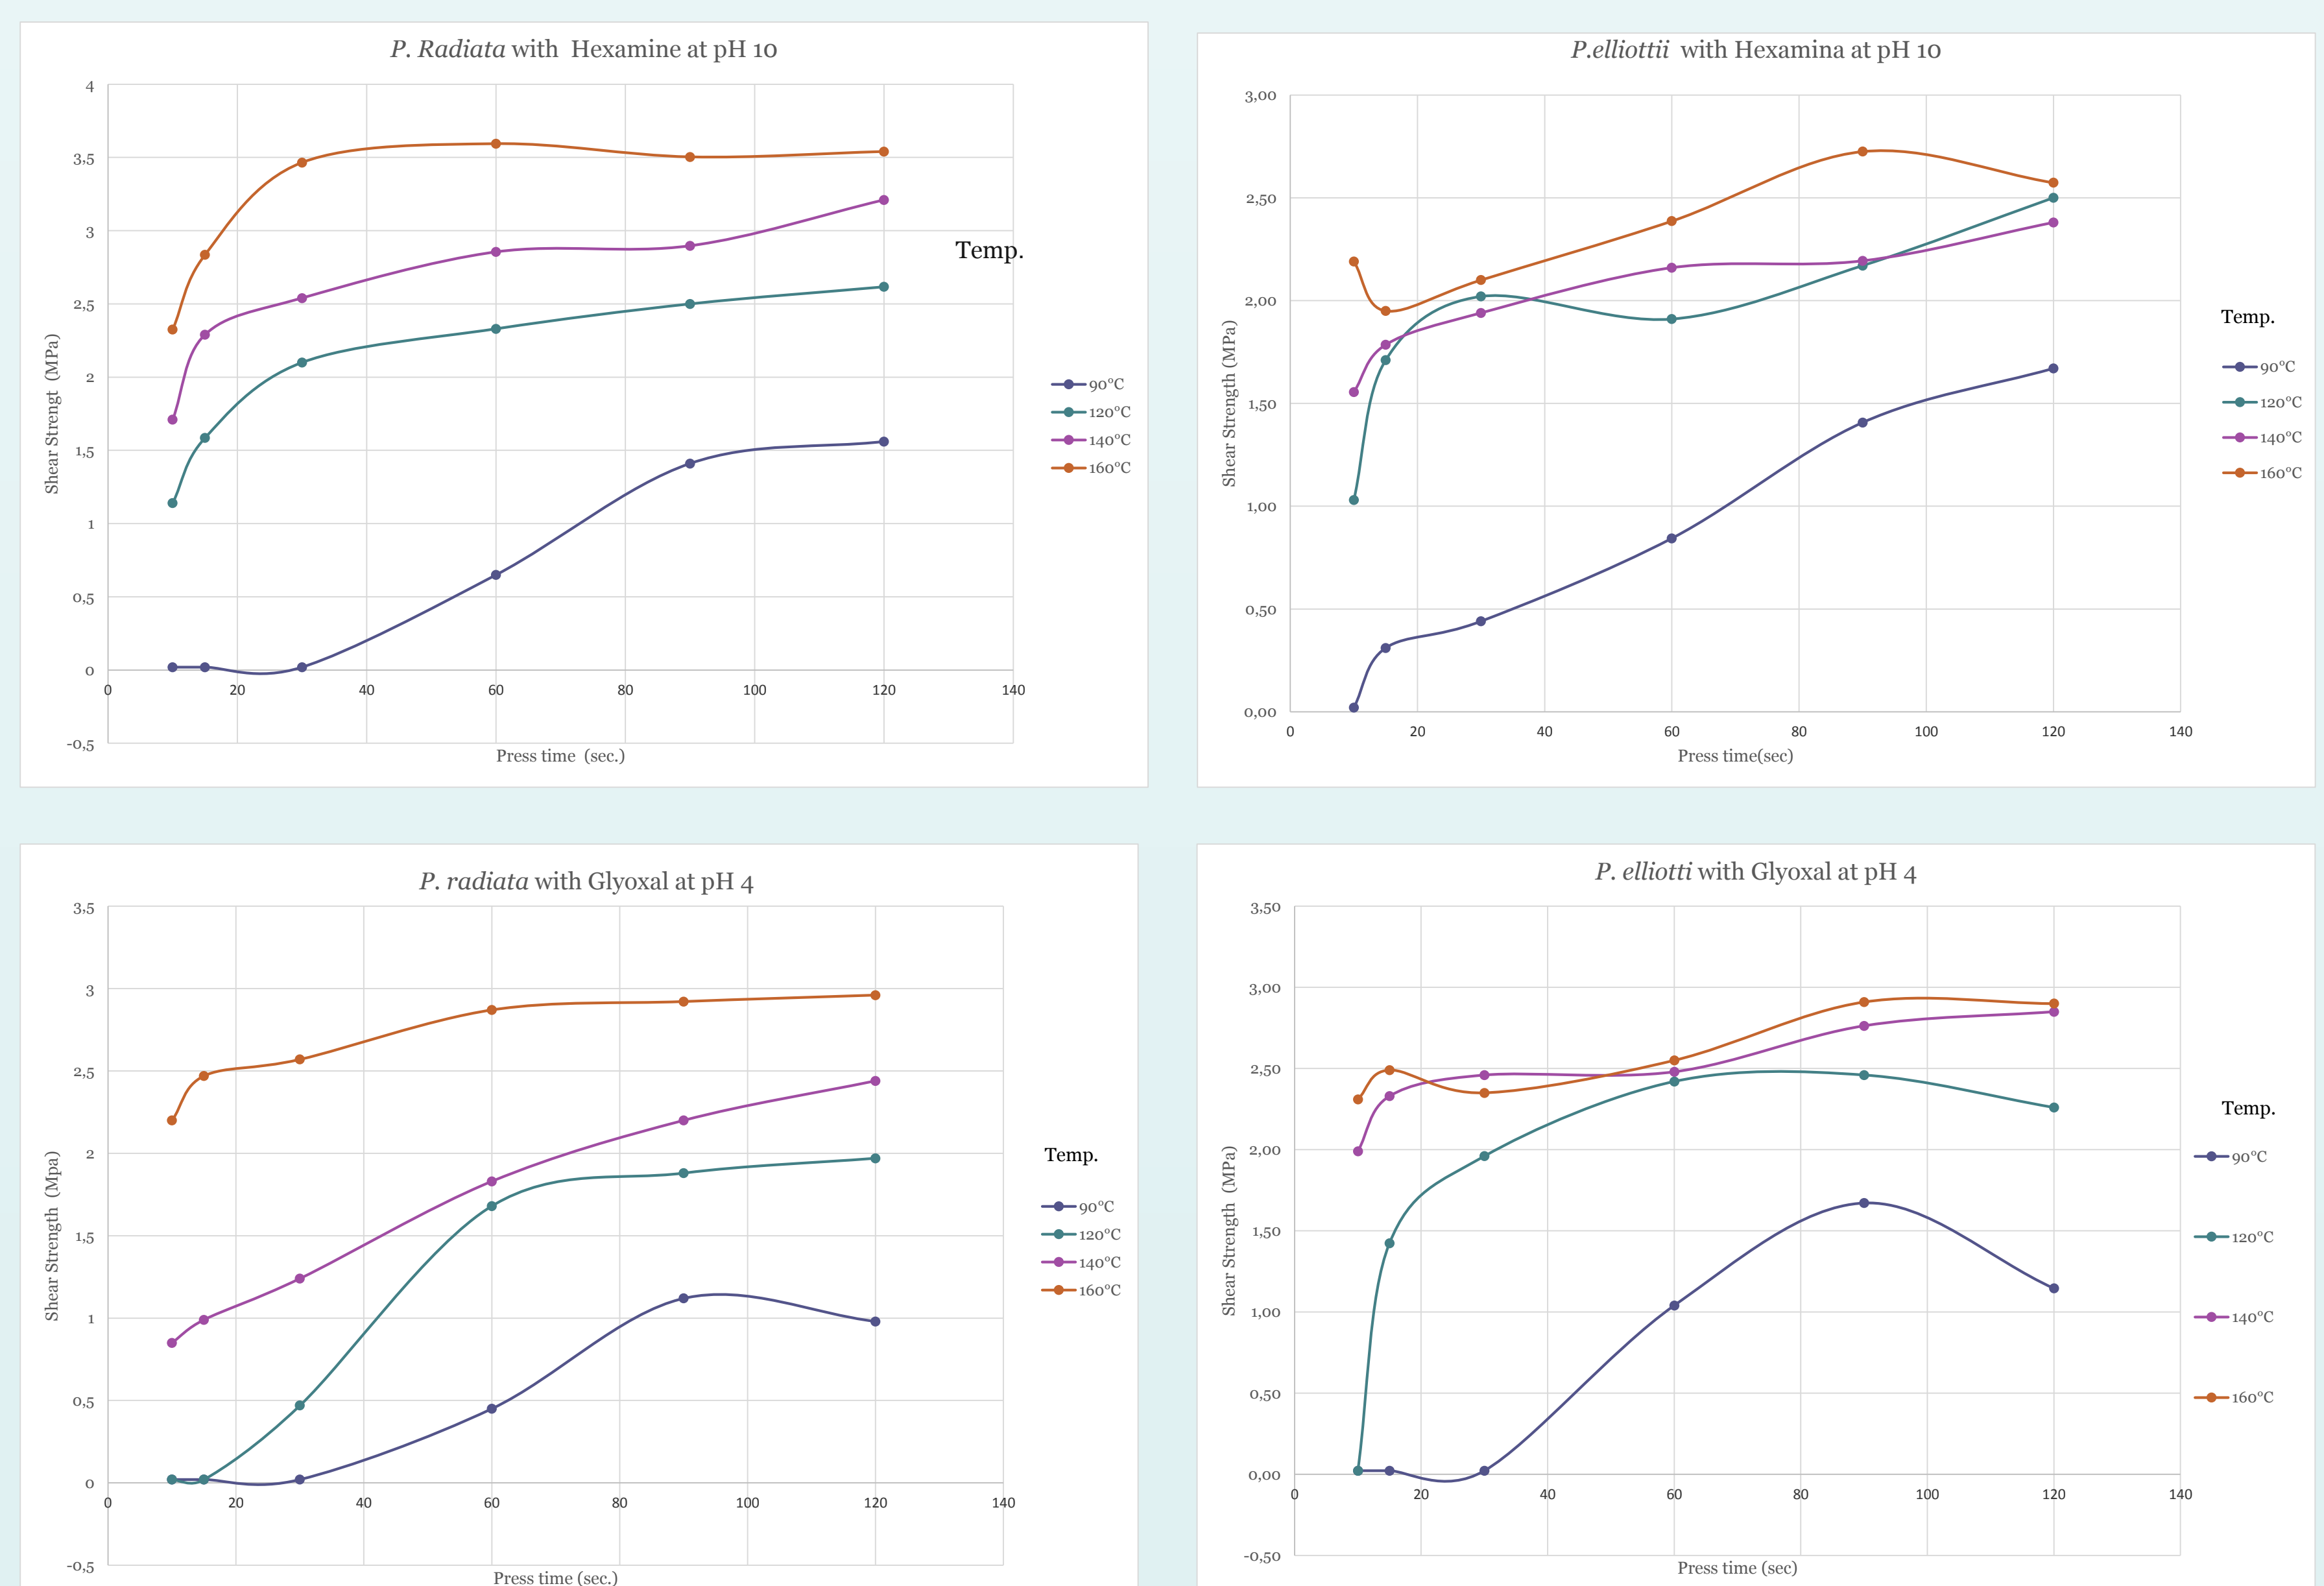 P. Radiata with Hexamine at pH 10
4
3,5
3
2,5
2
1,5
1
0,5
0
-0,5
0 20 40 60 80 100 120 140
Shear Strengt (MPa)
Press time (sec.)
Temp.
90°C
120°C
140°C
160°C
P.elliottii with Hexamina at pH 10
3,00
2,50
2,00
1,50
1,00
0,50
0,00
0 20 40 60 80 100 120 140
Shear Strength (MPa)
Press time(sec)
Temp.
90°C
120°C
140°C
160°C
P. radiata with Glyoxal at pH 4
3,5
3
2,5
2
1,5
1
0,5
0
-0,5
0 20 40 60 80 100 120 140
Shear Strength (Mpa)
Press time (sec.)
Temp.
90°C
120°C
140°C
160°C
P. elliotti with Glyoxal at pH 4
3,50
3,00
2,50
2,00
1,50
1,00
0,50
0,00
-0,50
0 20 40 60 80 100 120 140
Shear Strength (MPa)
Press time (sec)
Temp.
90°C
120°C
140°C
160°C